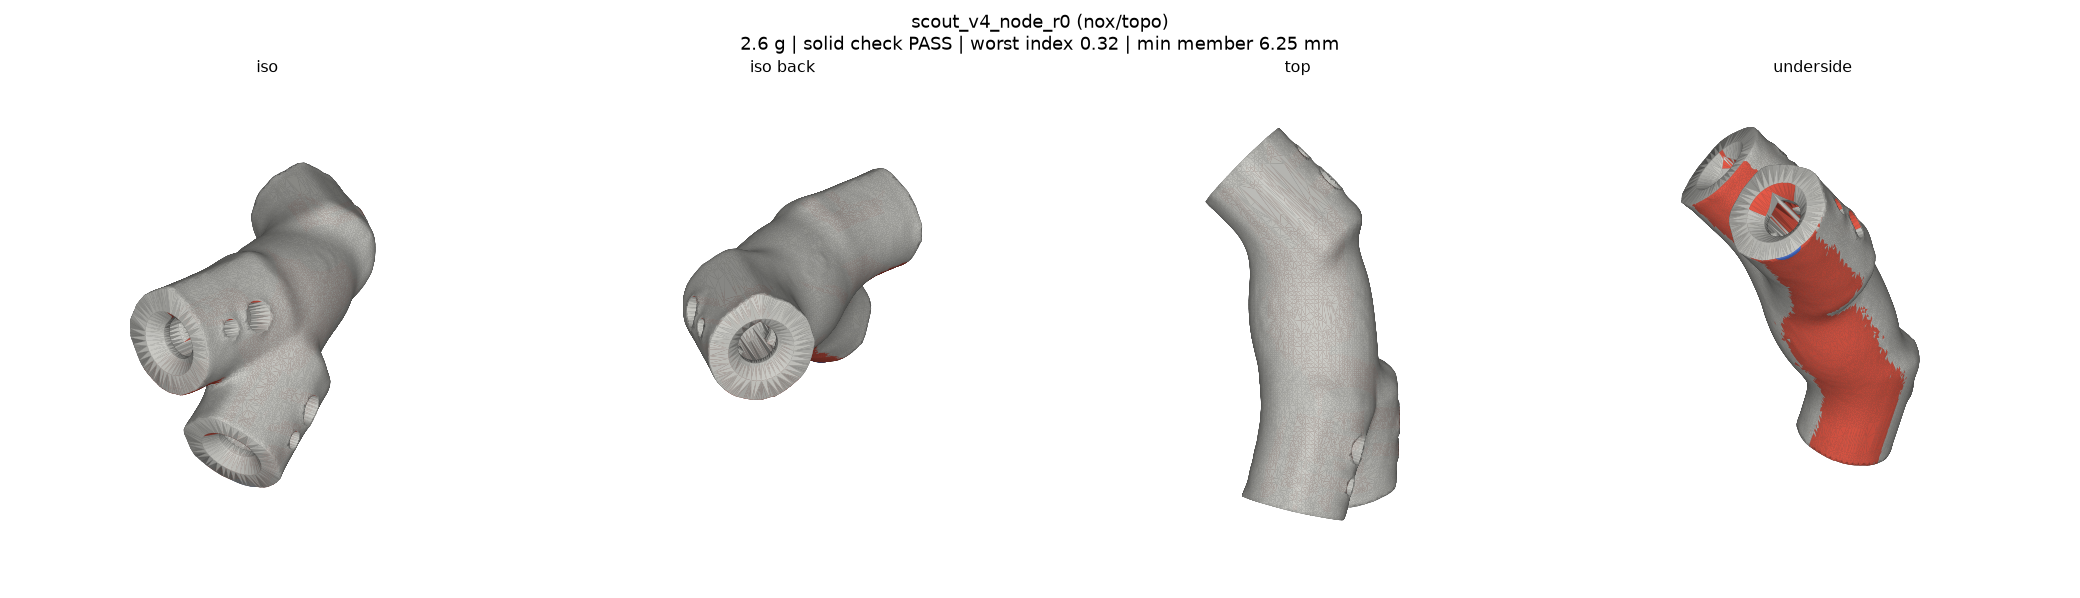 scout_v4_node_r0 (nox/topo)
2.6 g | solid check PASS | worst index 0.32 | min member 6.25 mm
iso
iso back
top
underside